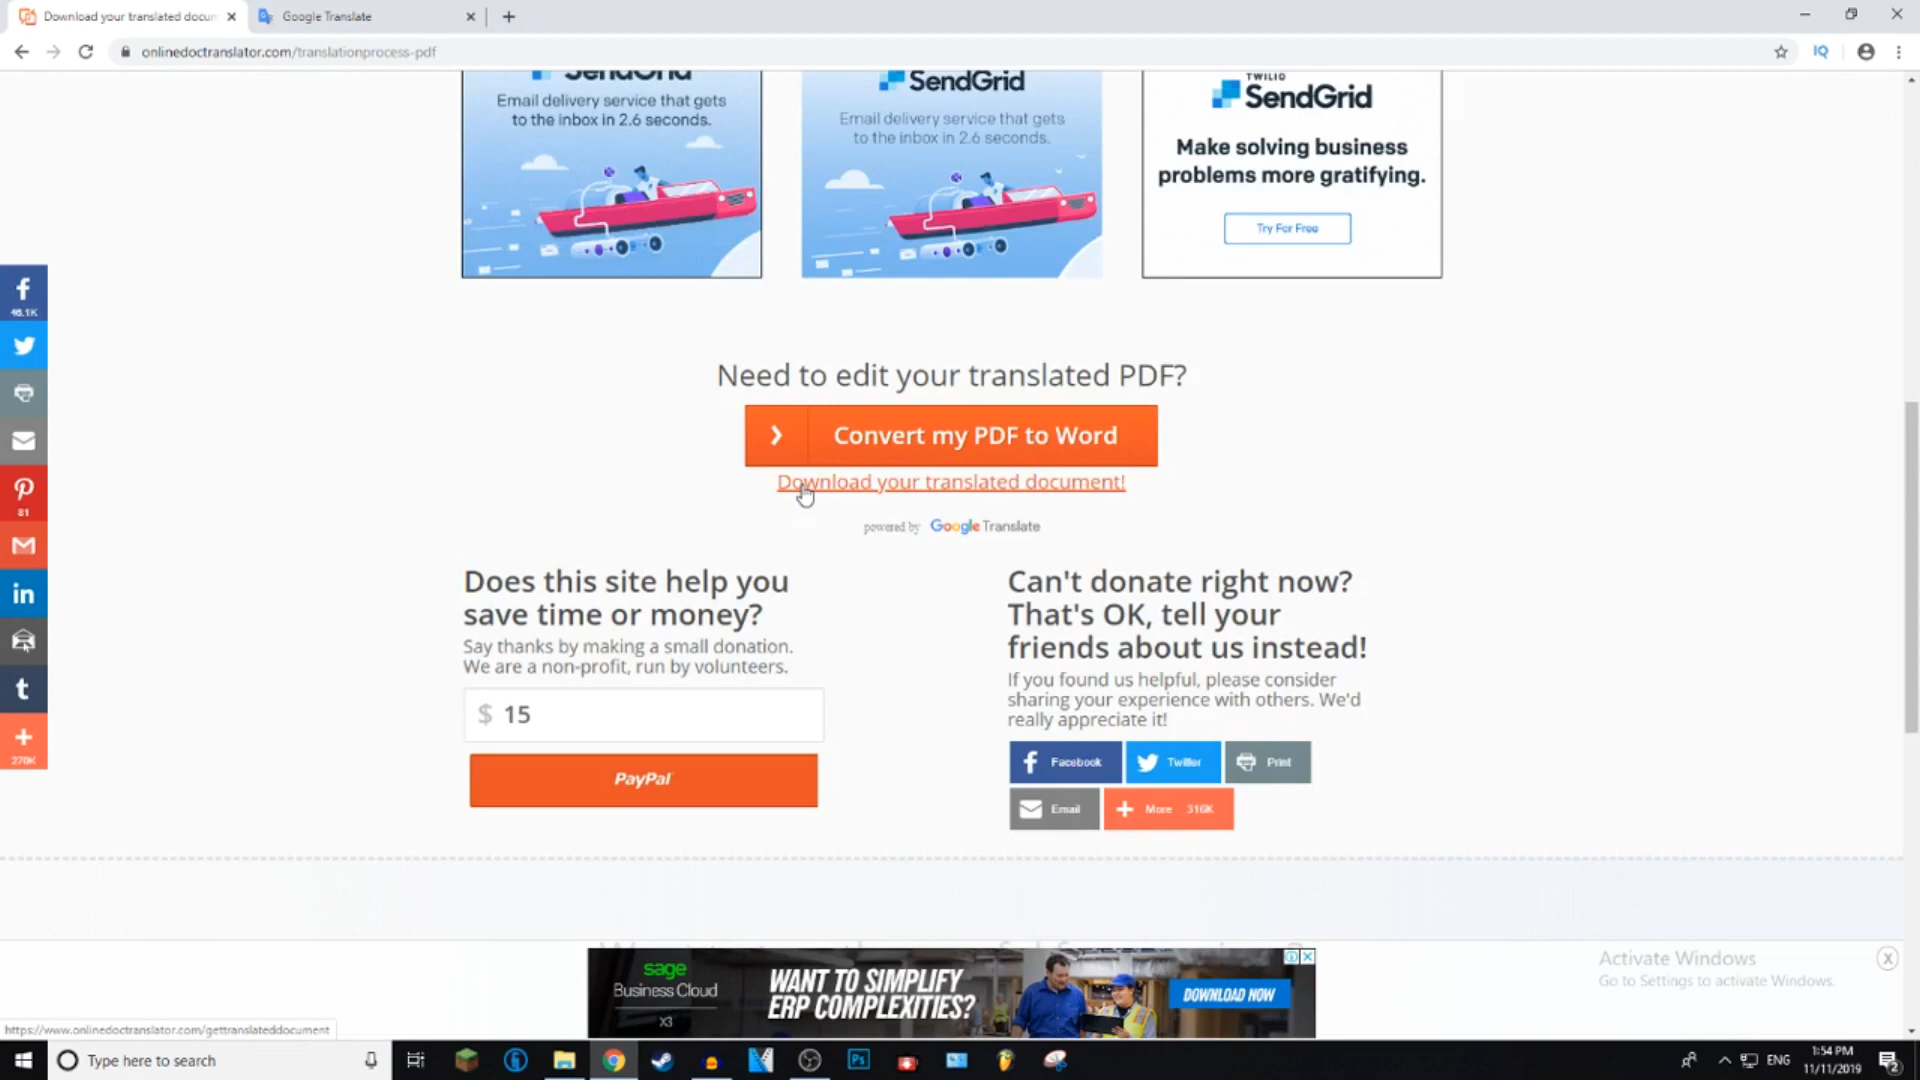 Download your translated docum
Google Translate
onlinedoctranslator.com/translationprocess-pdf
SendGrid
Email delivery service that gets
to the inbox in 2.6 seconds.
SendGrid
Email delivery service that gets
to the inbox in 2.6 seconds.
TWILIO
SendGrid
Make solving business
problems more gratifying.
Try For Free
46.1K
81
270K
Need to edit your translated PDF?
Convert my PDF to Word
Download your translated document!
powered by Google Translate
Does this site help you
save time or money?
Say thanks by making a small donation.
We are a non-profit, run by volunteers.
$ 15
PayPal
Can't donate right now?
That's OK, tell your
friends about us instead!
If you found us helpful, please consider
sharing your experience with others. We'd
really appreciate it!
Facebook
Twitter
Print
Email
More 316K
sage
Business Cloud
X3
WANT TO SIMPLIFY
ERP COMPLEXITIES?
DOWNLOAD NOW
Activate Windows
Go to Settings to activate Windows.
https://www.onlinedoctranslator.com/gettranslateddocument
Type here to search
Ps
ENG
1:54 PM
11/11/2019
2